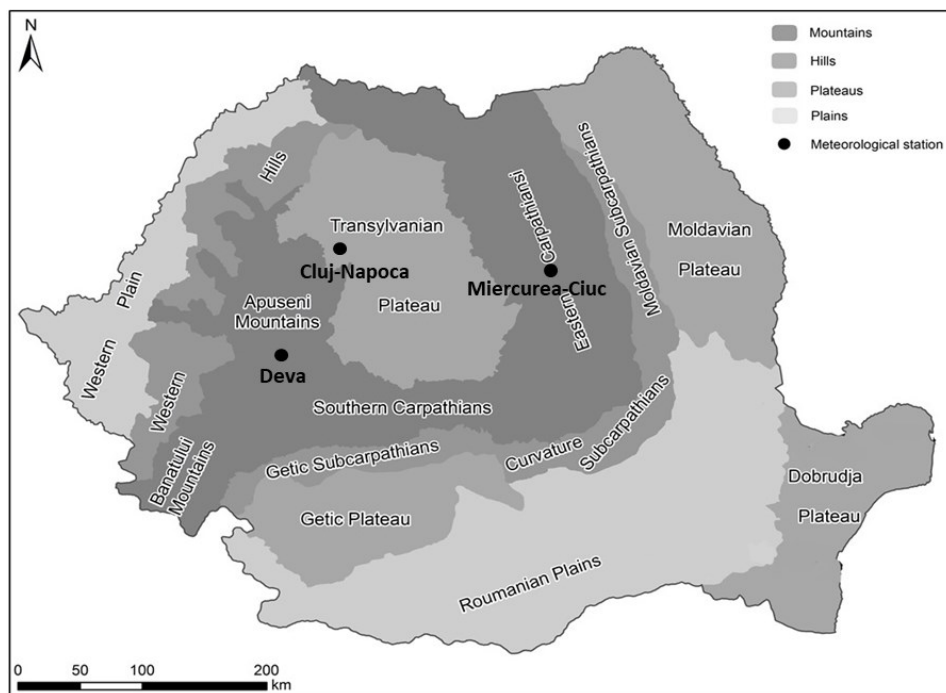 N
Mountains
Hills
Plateaus
Plains
Meteorological station
Hills
Transylvanian
Plateau
Cluj-Napoca
Eastern Carpathians!
Miercurea-Ciuc
Moldavian Subcarpathians
Moldavian
Plateau
Western Plain
Apuseni
Mountains
Deva
Western
Southern Carpathians
Banatului
Mountains
Getic Subcarpathians
Curvature
Subcarpathians
Getic Plateau
Roumanian Plains
Dobrudja
Plateau
0 50 100 200
km